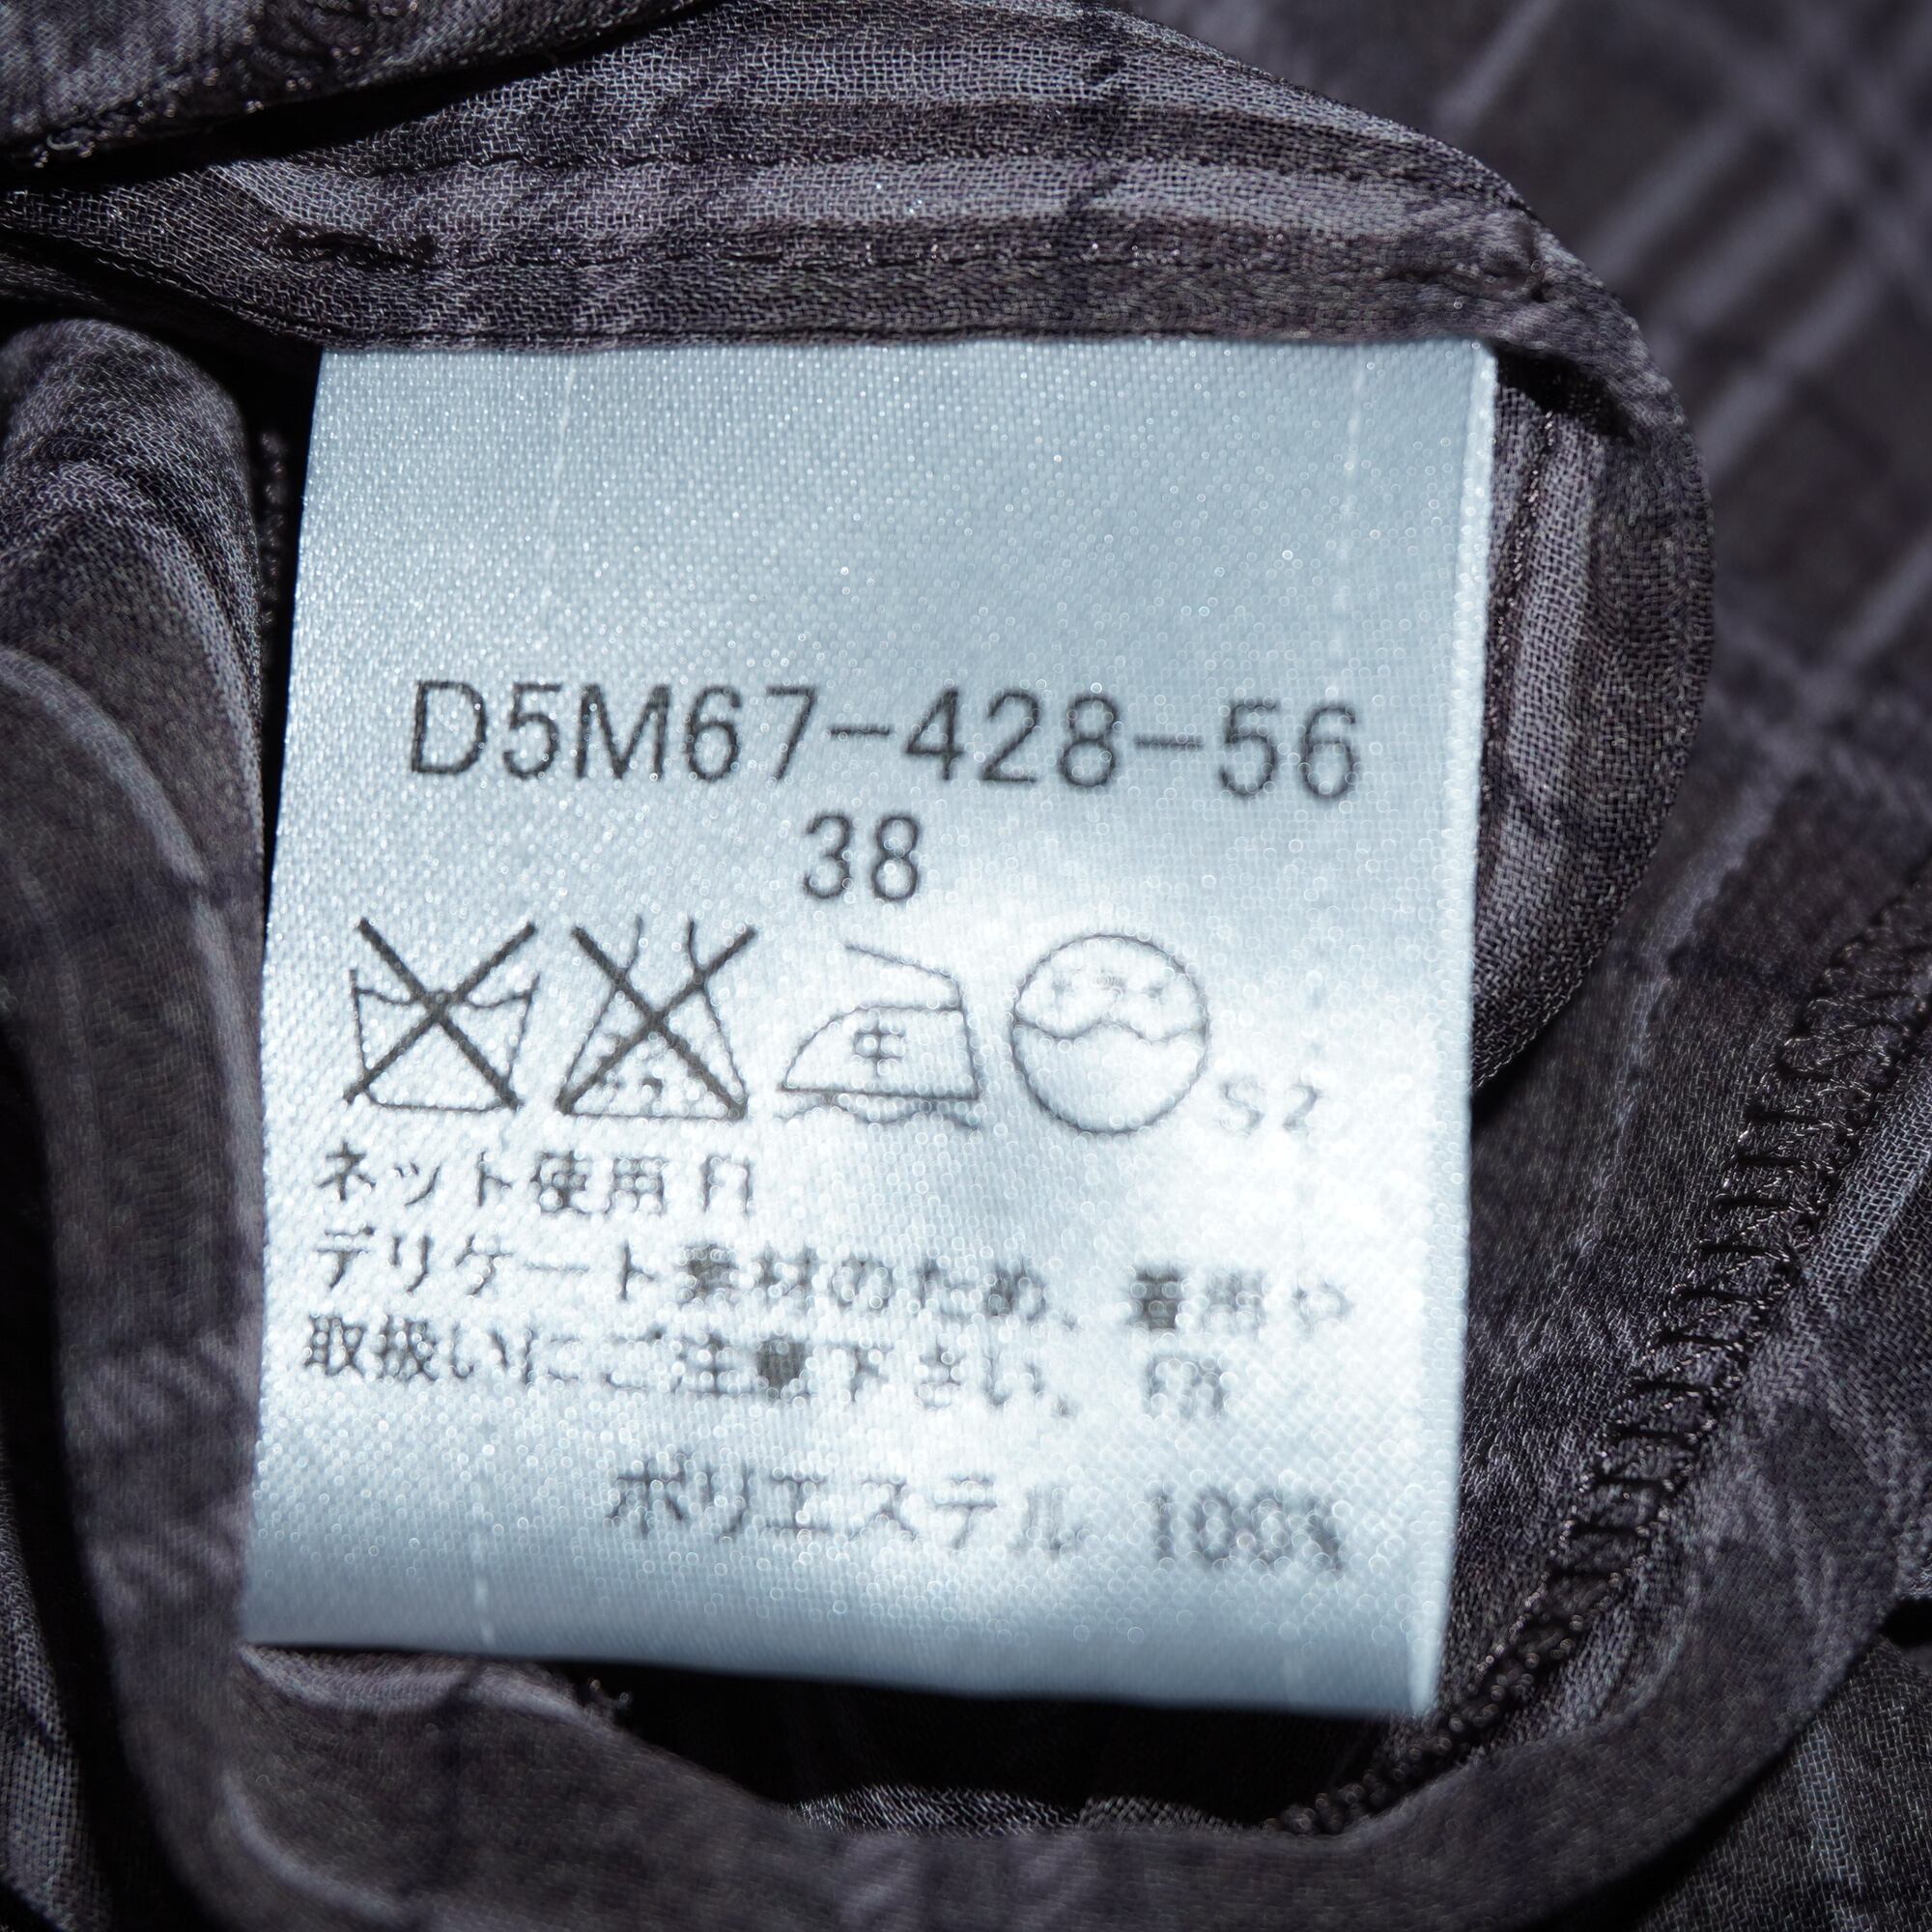 D5M67-428-56
38
中
S2
ネット使用
デリケート素材のため、着用や
取扱いにご注意下さい。
ポリエステル 100%